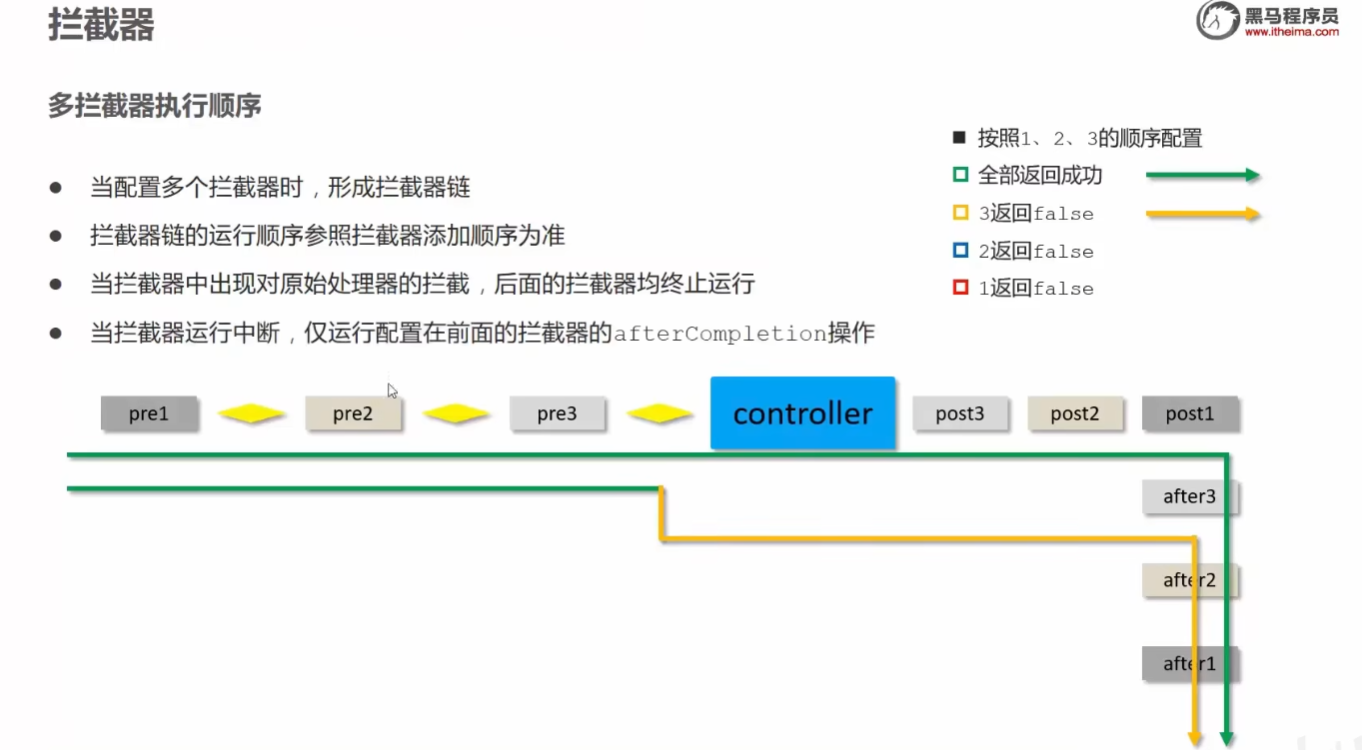 拦截器
黑马程序员
www.itheima.com
多拦截器执行顺序
当配置多个拦截器时，形成拦截器链
拦截器链的运行顺序参照拦截器添加顺序为准
当拦截器中出现对原始处理器的拦截，后面的拦截器均终止运行
当拦截器运行中断，仅运行配置在前面的拦截器的afterCompletion操作
按照1、2、3的顺序配置
全部返回成功
3返回false
2返回false
1返回false
pre1 pre2 pre3 controller post3 post2 post1
after3
after2
after1